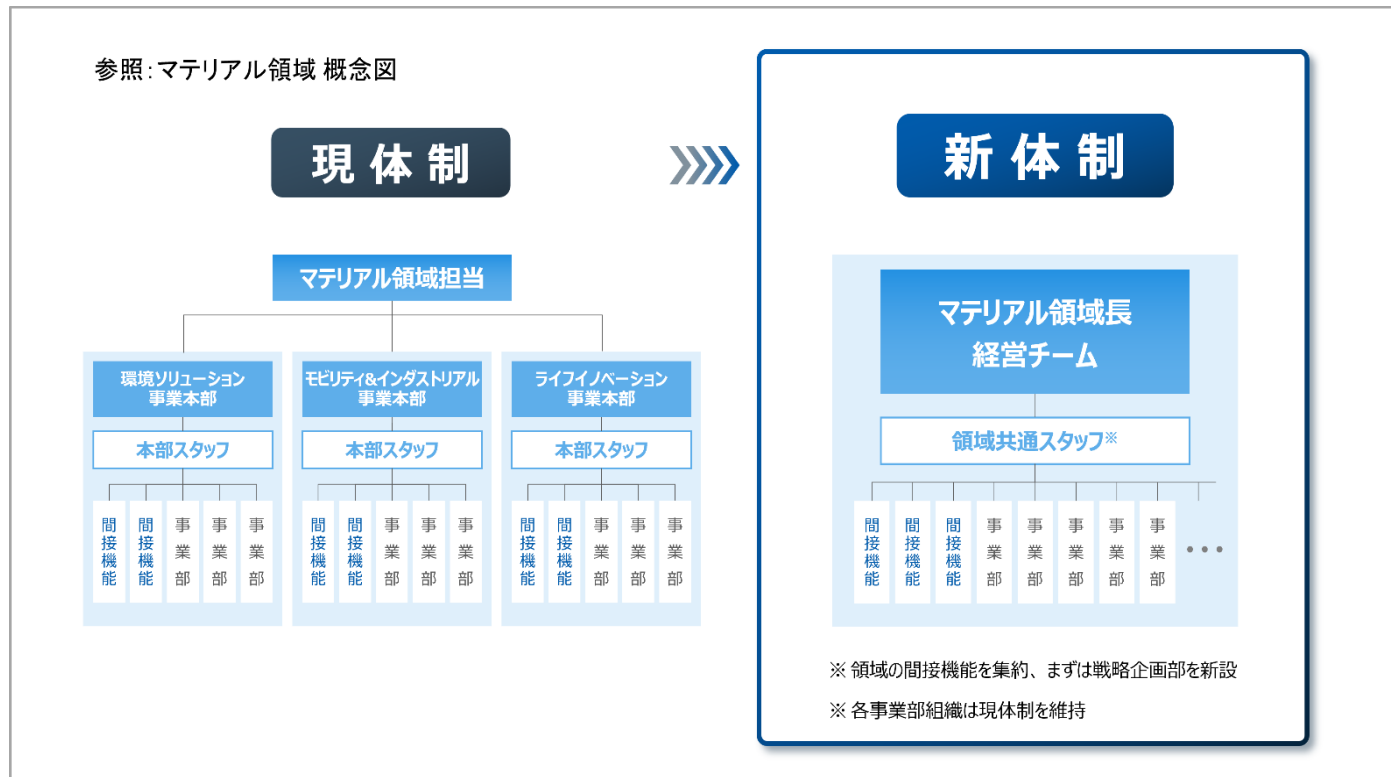 参照：マテリアル領域 概念図
現体制
マテリアル領域担当
環境ソリューション
事業本部
本部スタッフ
間接機能
間接機能
事業部
事業部
事業部
モビリティ&インダストリアル
事業本部
本部スタッフ
間接機能
間接機能
事業部
事業部
事業部
ライフイノベーション
事業本部
本部スタッフ
間接機能
間接機能
事業部
事業部
事業部
新体制
マテリアル領域長
経営チーム
領域共通スタッフ※
間接機能
間接機能
間接機能
事業部
事業部
事業部
事業部
事業部
•••
※ 領域の間接機能を集約、まずは戦略企画部を新設
※ 各事業部組織は現体制を維持